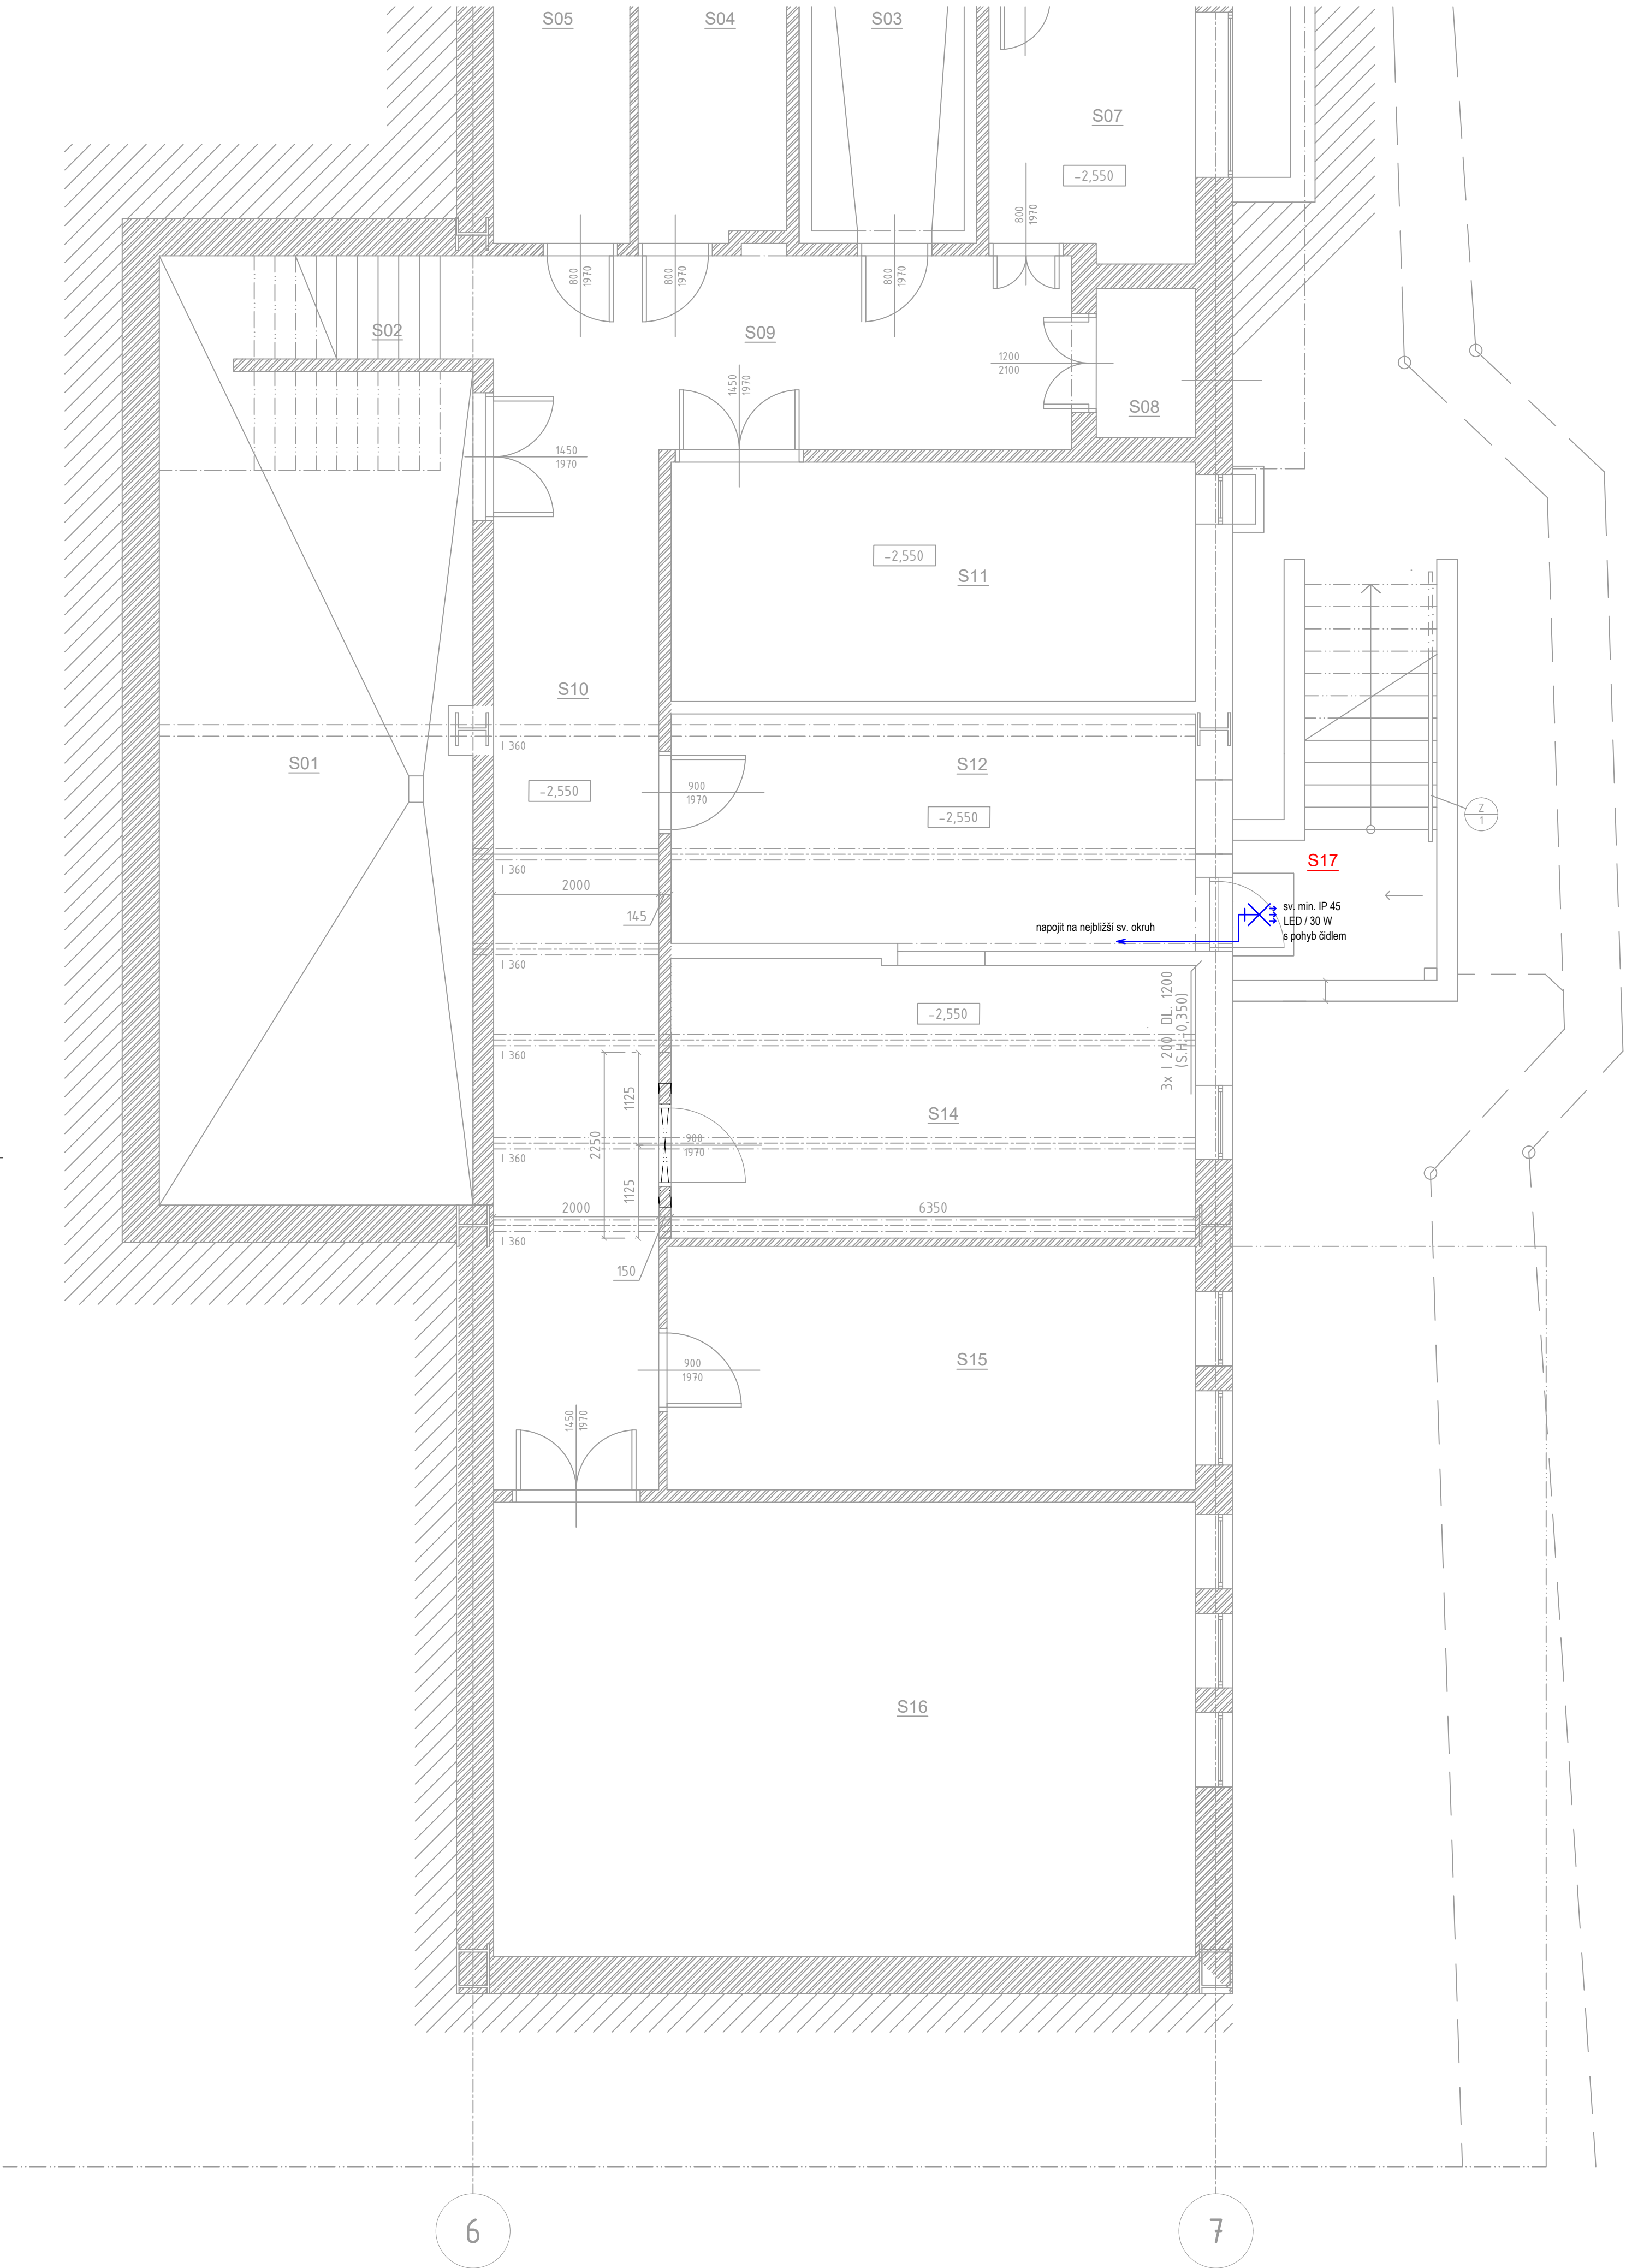 S05
S04
S03
S07
-2,550
800
1970
800
1970
800
1970
800
1970
S02
S09
1200
2100
S08
1450
1970
1450
1970
-2,550
S11
S10
I 360
S01
S12
900
1970
-2,550
-2,550
Z
1
S17
I 360
2000
145
sv. min. IP 45
LED / 30 W
s pohyb čidlem
napojit na nejbližší sv. okruh
I 360
-2,550
3x I 200 DL. 1200
(S.H.-0,350)
I 360
1125
2250
S14
900
1970
I 360
1125
2000
6350
I 360
150
S15
900
1970
1450
1970
S16
6
7